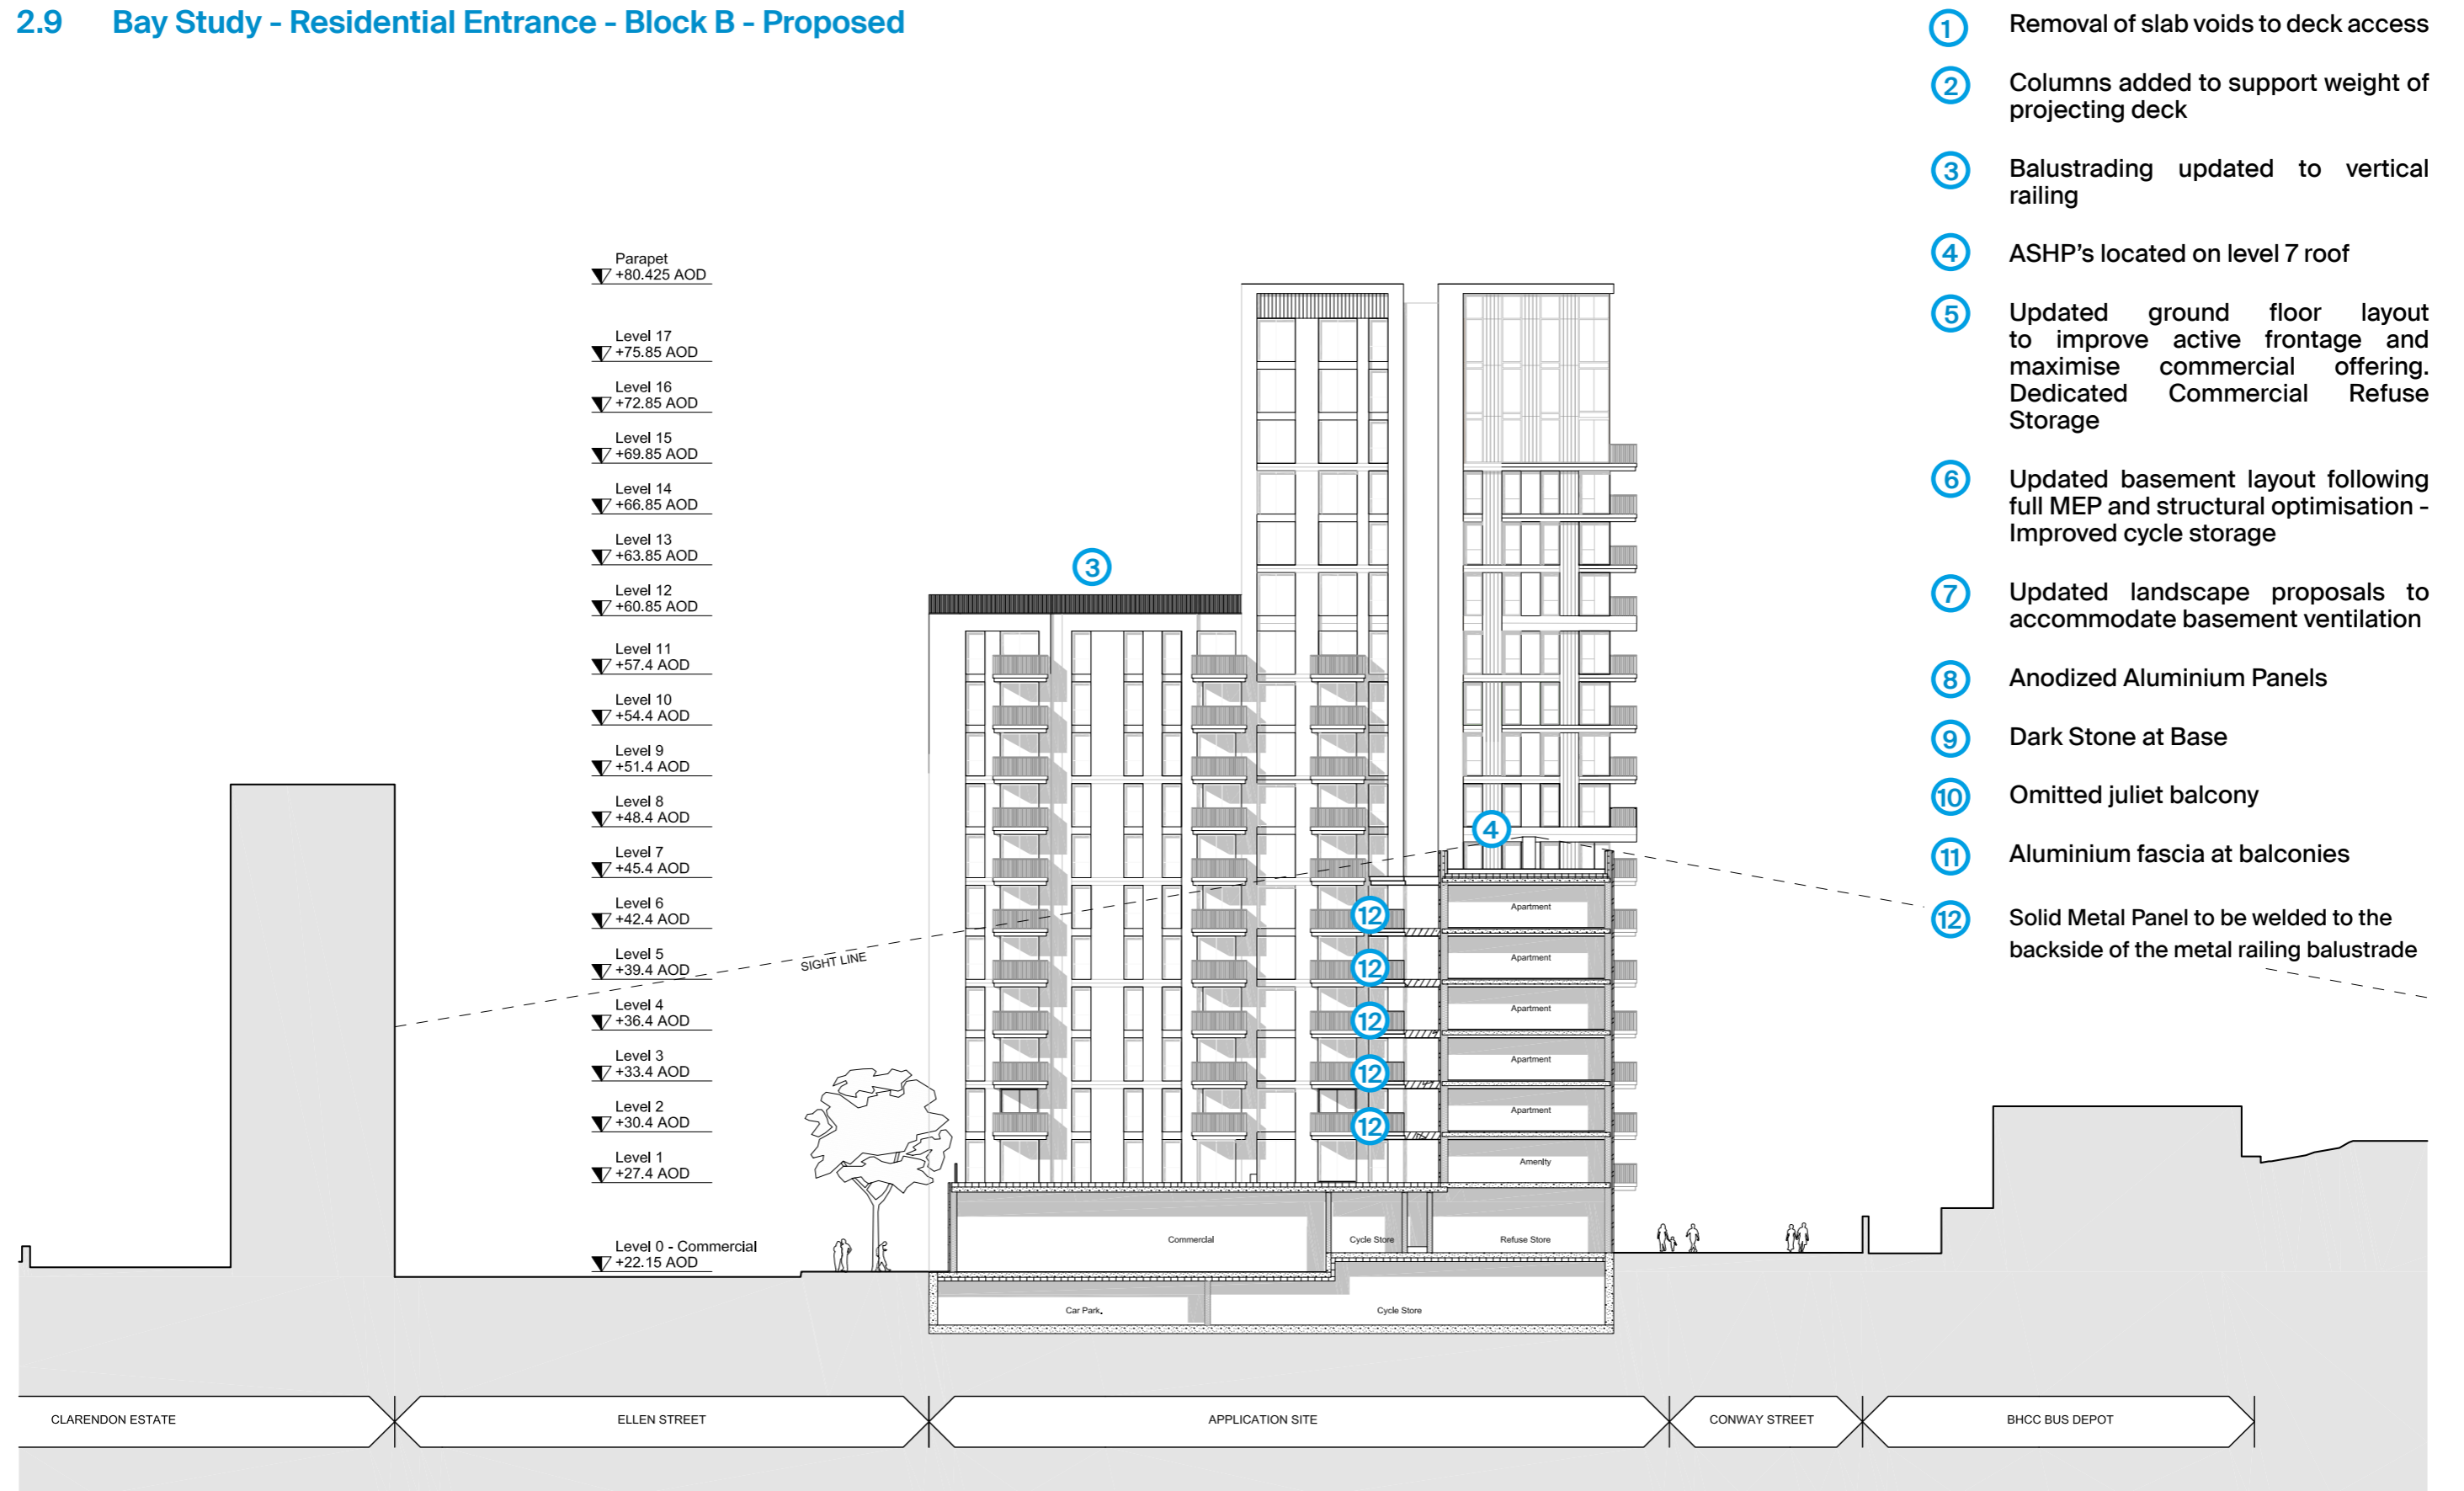 2.9 Bay Study - Residential Entrance - Block B - Proposed
1 Removal of slab voids to deck access
2 Columns added to support weight of
projecting deck
3 Balustrading updated to vertical
railing
4 ASHP's located on level 7 roof
5 Updated ground floor layout
to improve active frontage and
maximise commercial offering.
Dedicated Commercial Refuse
Storage
6 Updated basement layout following
full MEP and structural optimisation -
Improved cycle storage
7 Updated landscape proposals to
accommodate basement ventilation
8 Anodized Aluminium Panels
9 Dark Stone at Base
10 Omitted juliet balcony
11 Aluminium fascia at balconies
12 Solid Metal Panel to be welded to the
backside of the metal railing balustrade
Parapet
+80.425 AOD
Level 17
+75.85 AOD
Level 16
+72.85 AOD
Level 15
+69.85 AOD
Level 14
+66.85 AOD
Level 13
+63.85 AOD
Level 12
+60.85 AOD
Level 11
+57.4 AOD
Level 10
+54.4 AOD
Level 9
+51.4 AOD
Level 8
+48.4 AOD
Level 7
+45.4 AOD
Level 6
+42.4 AOD
Level 5
+39.4 AOD
Level 4
+36.4 AOD
Level 3
+33.4 AOD
Level 2
+30.4 AOD
Level 1
+27.4 AOD
Level 0 - Commercial
+22.15 AOD
3
4
SIGHT LINE
12
12
12
12
12
Apartment
Apartment
Apartment
Apartment
Apartment
Amenity
Commercial
Cycle Store
Refuse Store
Car Park.
Cycle Store
CLARENDON ESTATE
ELLEN STREET
APPLICATION SITE
CONWAY STREET
BHCC BUS DEPOT